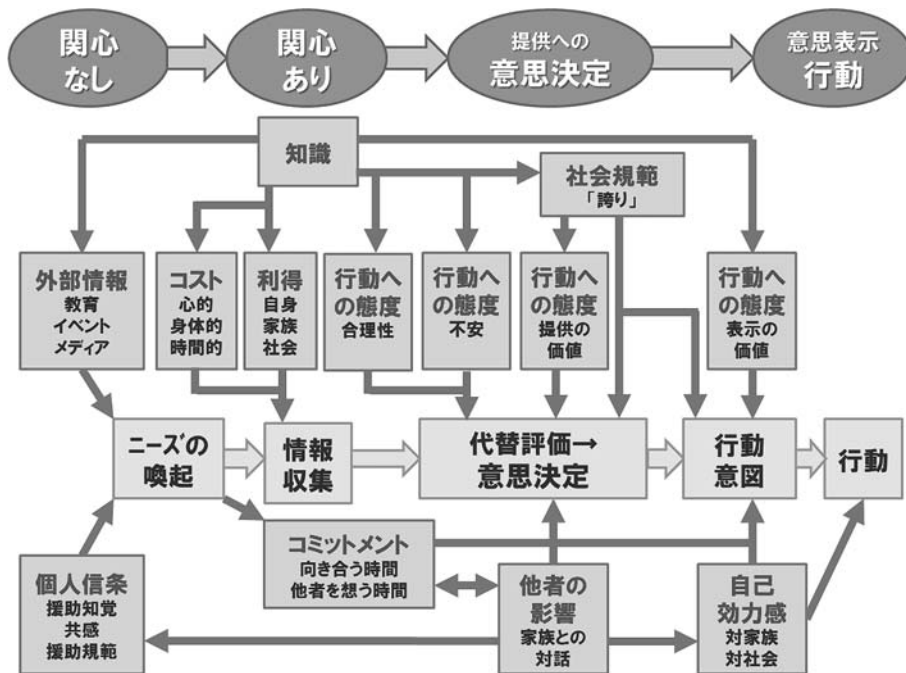 関心
なし
関心
あり
提供への
意思決定
意思表示
行動
知識
社会規範
「誇り」
外部情報
教育
イベント
メディア
コスト
心的
身体的
時間的
利得
自身
家族
社会
行動へ
の態度
合理性
行動へ
の態度
不安
行動へ
の態度
提供の
価値
行動へ
の態度
表示の
価値
ニーズの
喚起
情報
収集
代替評価→
意思決定
行動
意図
行動
コミットメント
向き合う時間
他者を想う時間
個人信条
援助知覚
共感
援助規範
他者の
影響
家族との
対話
自己
効力感
対家族
対社会